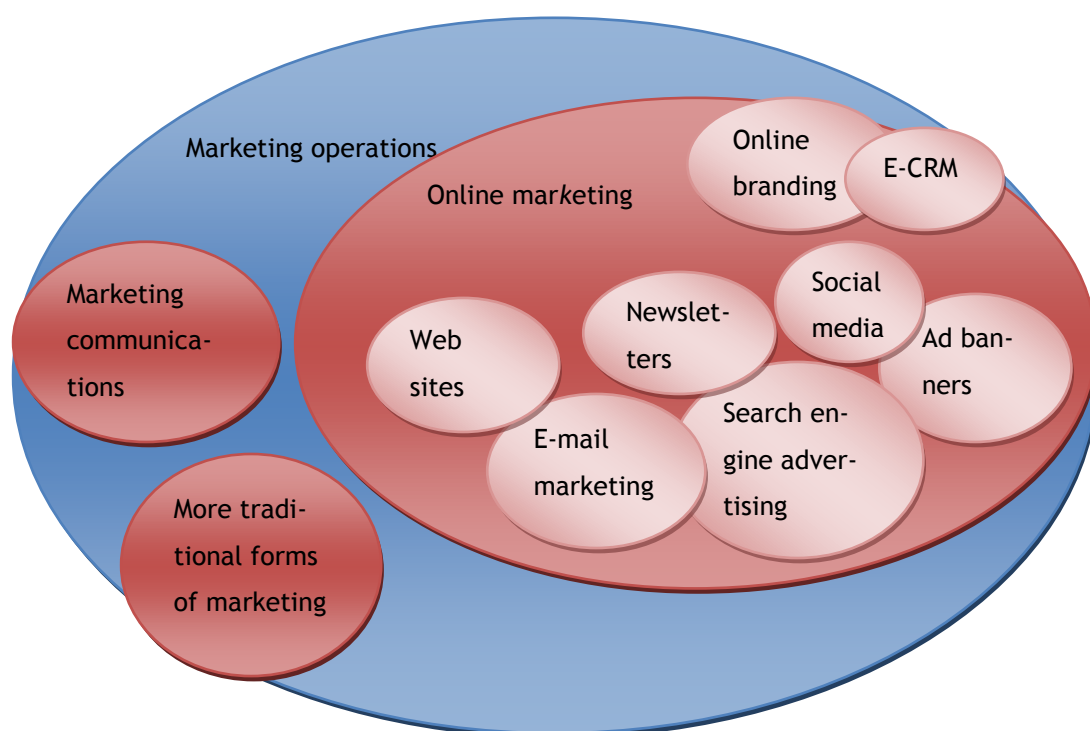 Marketing operations
Online marketing
Online
branding
E-CRM
Marketing
communica-
tions
Web
sites
Newslet-
ters
Social
media
Ad ban-
ners
E-mail
marketing
Search en-
gine adver-
tising
More tradi-
tional forms
of marketing